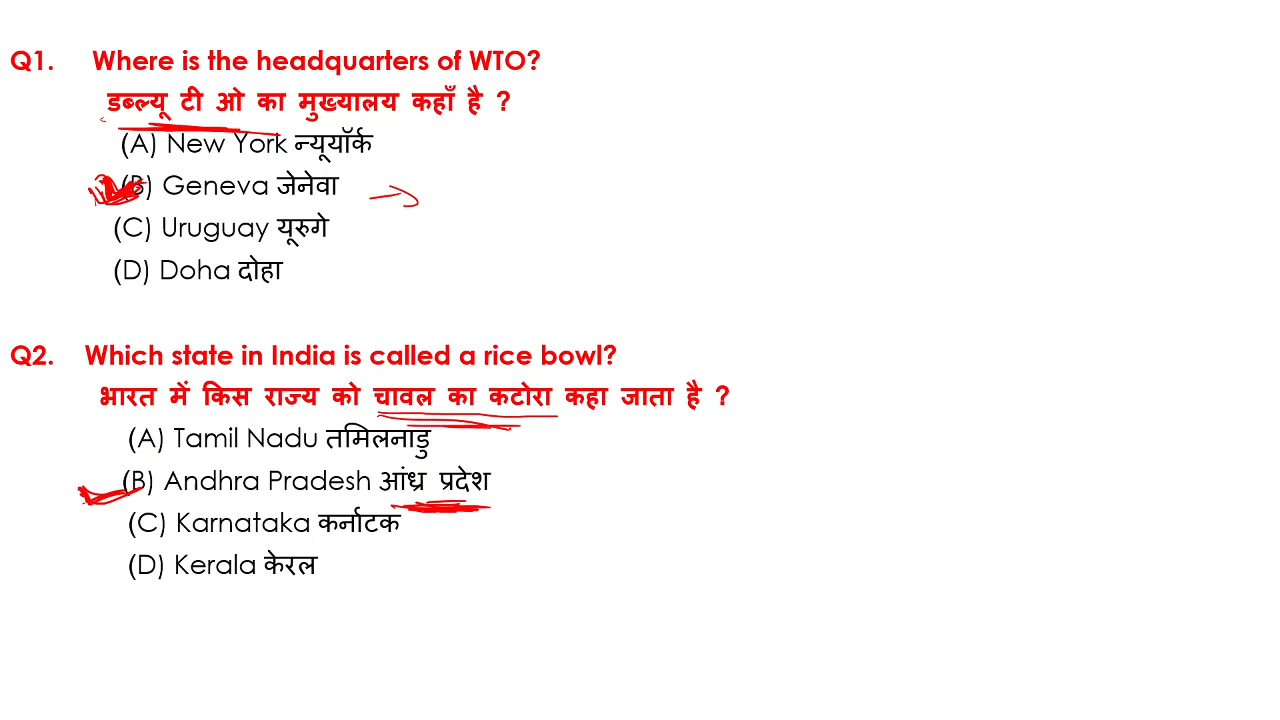 Q1. Where is the headquarters of WTO?
डब्ल्यू टी ओ का मुख्यालय कहाँ है ?
(A) New York न्यूयॉर्क
(B) Geneva जेनेवा
(C) Uruguay यूरुगे
(D) Doha दोहा
Q2. Which state in India is called a rice bowl?
भारत में किस राज्य को चावल का कटोरा कहा जाता है ?
(A) Tamil Nadu तमिलनाडु
(B) Andhra Pradesh आंध्र प्रदेश
(C) Karnataka कर्नाटक
(D) Kerala केरल